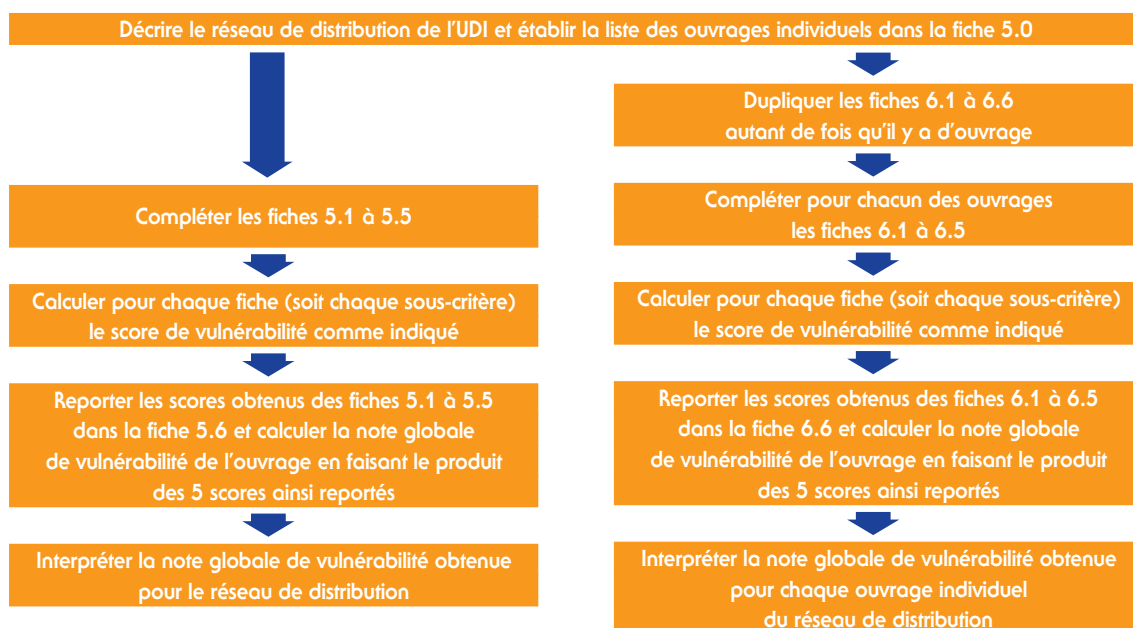 Décrire le réseau de distribution de l'UDI et établir la liste des ouvrages individuels dans la fiche 5.0
Compléter les fiches 5.1 à 5.5
Calculer pour chaque fiche (soit chaque sous-critère)
le score de vulnérabilité comme indiqué
Reporter les scores obtenus des fiches 5.1 à 5.5
dans la fiche 5.6 et calculer la note globale
de vulnérabilité de l'ouvrage en faisant le produit
des 5 scores ainsi reportés
Interpréter la note globale de vulnérabilité obtenue
pour le réseau de distribution
Dupliquer les fiches 6.1 à 6.6
autant de fois qu'il y a d'ouvrage
Compléter pour chacun des ouvrages
les fiches 6.1 à 6.5
Calculer pour chaque fiche (soit chaque sous-critère)
le score de vulnérabilité comme indiqué
Reporter les scores obtenus des fiches 6.1 à 6.5
dans la fiche 6.6 et calculer la note globale
de vulnérabilité de l'ouvrage en faisant le produit
des 5 scores ainsi reportés
Interpréter la note globale de vulnérabilité obtenue
pour chaque ouvrage individuel
du réseau de distribution